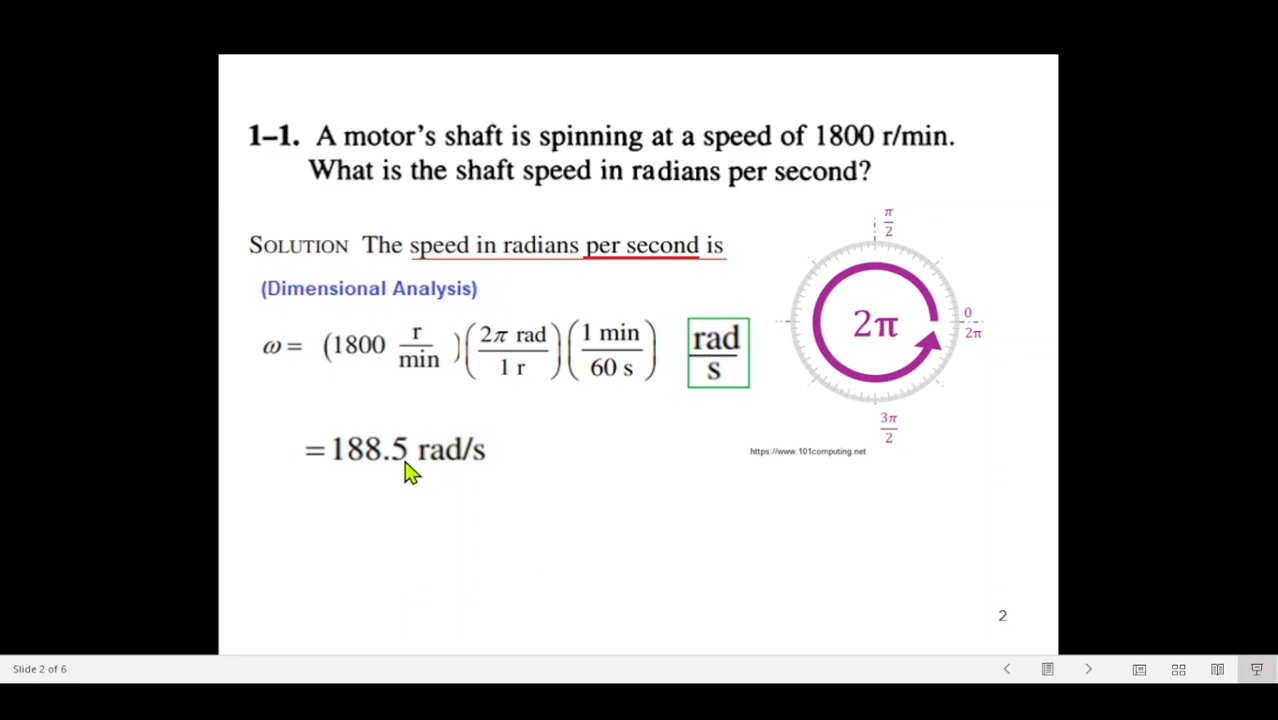 1–1. A motor's shaft is spinning at a speed of 1800 r/min.
What is the shaft speed in radians per second?
SOLUTION The speed in radians per second is
(Dimensional Analysis)
ω = (1800 r/min)(2π rad/1 r)(1 min/60 s) rad/s
= 188.5 rad/s
π/2
2π
0
2π
3π/2
https://www.101computing.net
2
Slide 2 of 6